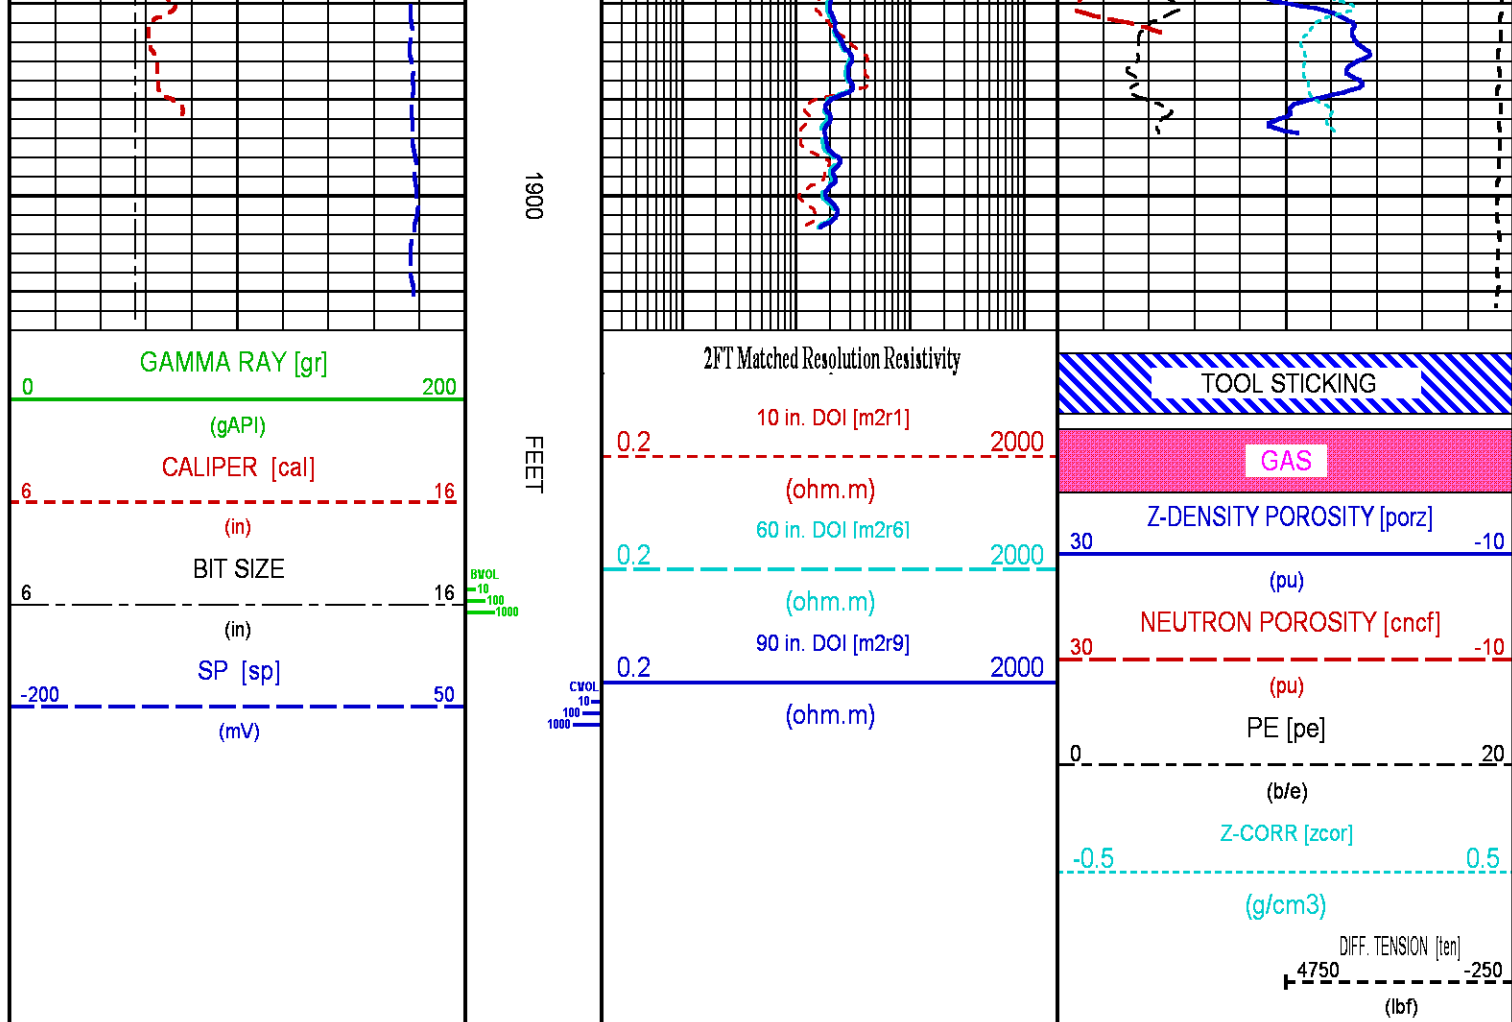 1900
FEET
GAMMA RAY [gr]
0 200
(gAPI)
CALIPER [cal]
6 16
(in)
BIT SIZE
6 16
(in)
SP [sp]
-200 50
(mV)
BVOL
10
100
1000
CVOL
10
100
1000
2FT Matched Resolution Resistivity
10 in. DOI [m2r1]
0.2 2000
(ohm.m)
60 in. DOI [m2r6]
0.2 2000
(ohm.m)
90 in. DOI [m2r9]
0.2 2000
(ohm.m)
TOOL STICKING
GAS
Z-DENSITY POROSITY [porz]
30 -10
(pu)
NEUTRON POROSITY [cncf]
30 -10
(pu)
PE [pe]
0 20
(b/e)
Z-CORR [zcor]
-0.5 0.5
(g/cm3)
DIFF. TENSION [ten]
4750 -250
(lbf)